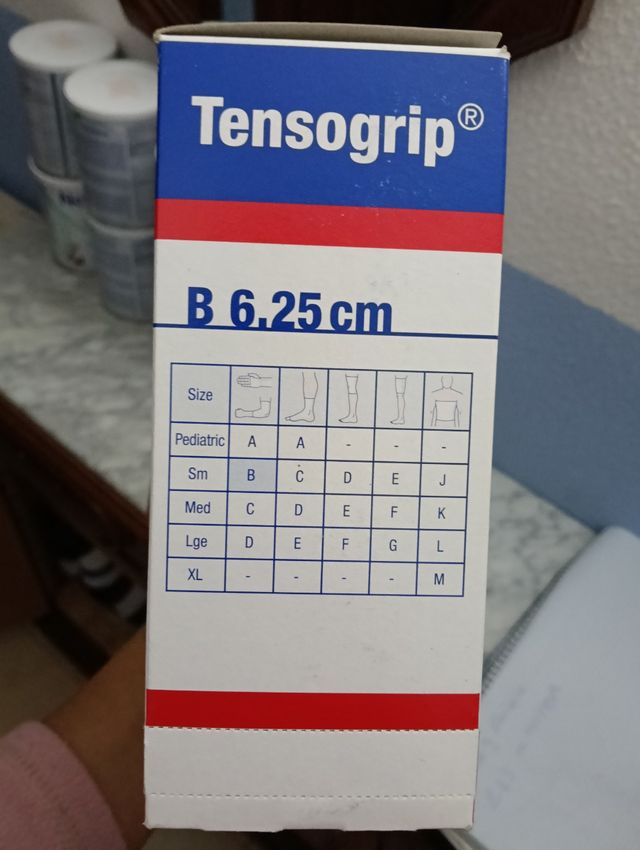 Tensogrip®
B 6.25 cm
Size
Pediatric A A - - -
Sm B C D E J
Med C D E F K
Lge D E F G L
XL - - - - M